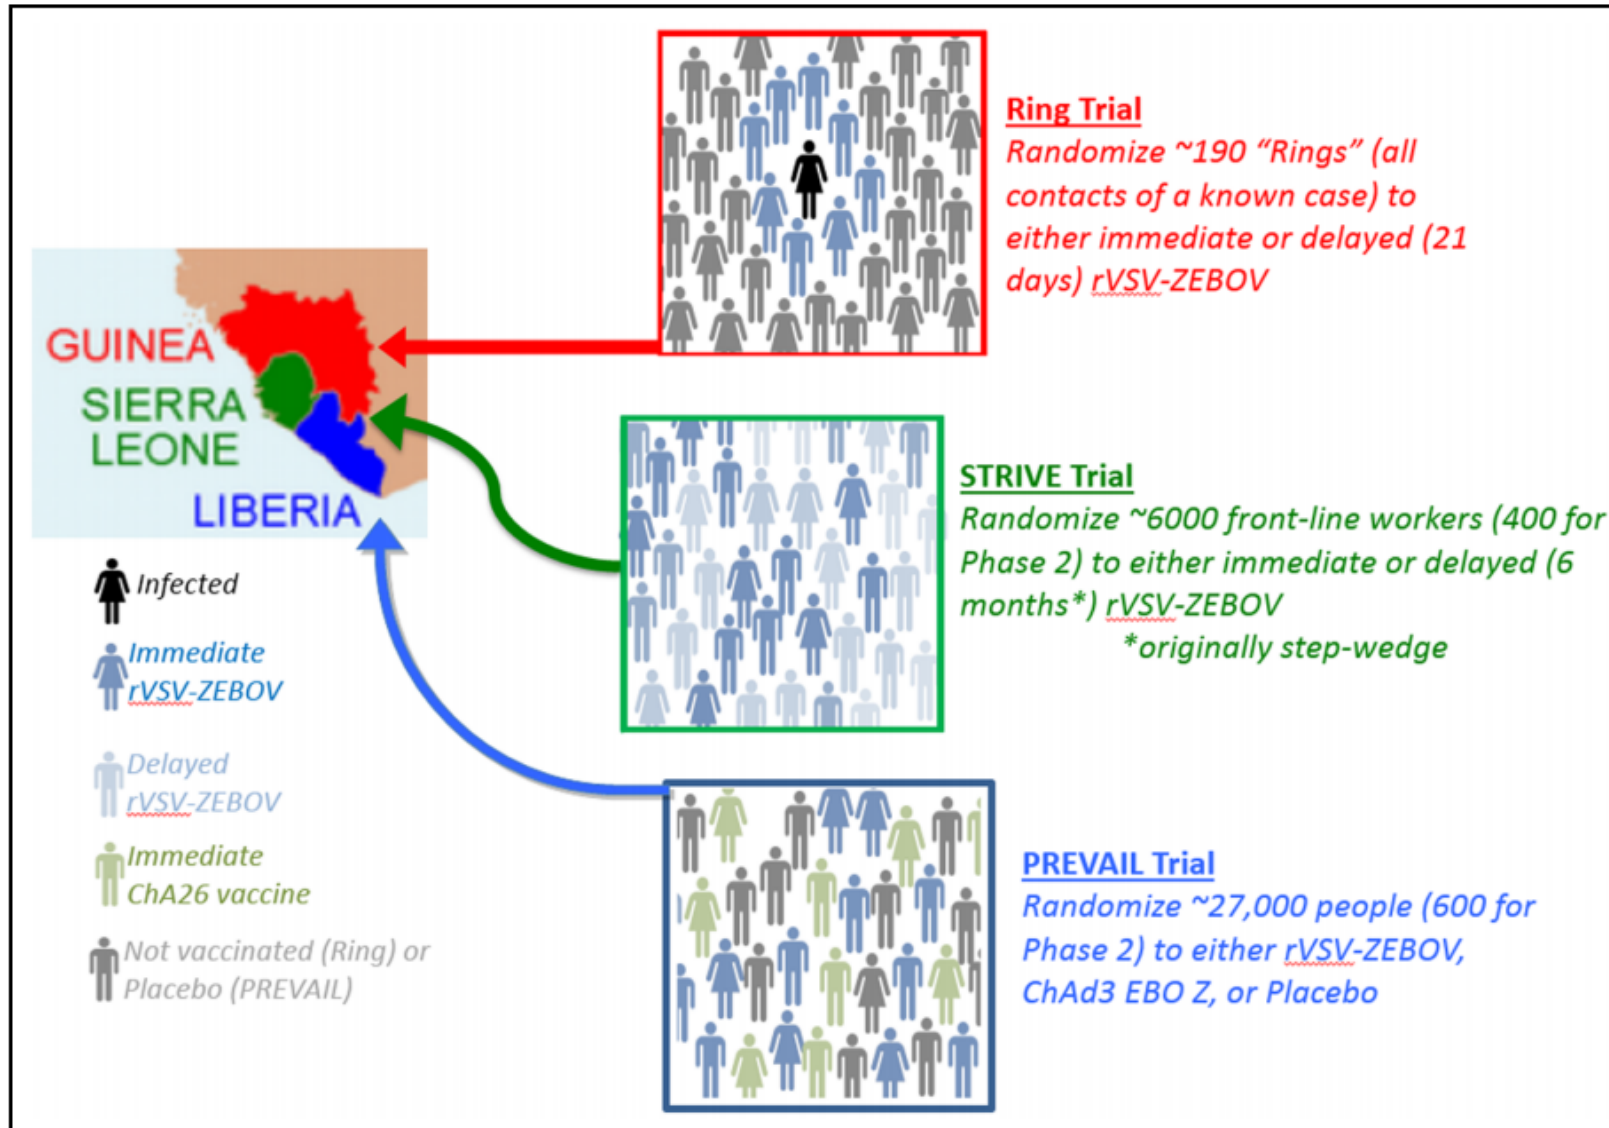 Ring Trial
Randomize ~190 “Rings” (all
contacts of a known case) to
either immediate or delayed (21
days) rVSV-ZEBOV
GUINEA
SIERRA
LEONE
LIBERIA
STRIVE Trial
Randomize ~6000 front-line workers (400 for
Phase 2) to either immediate or delayed (6
months*) rVSV-ZEBOV
*originally step-wedge
Infected
Immediate
rVSV-ZEBOV
Delayed
rVSV-ZEBOV
Immediate
ChA26 vaccine
Not vaccinated (Ring) or
Placebo (PREVAIL)
PREVAIL Trial
Randomize ~27,000 people (600 for
Phase 2) to either rVSV-ZEBOV,
ChAd3 EBO Z, or Placebo